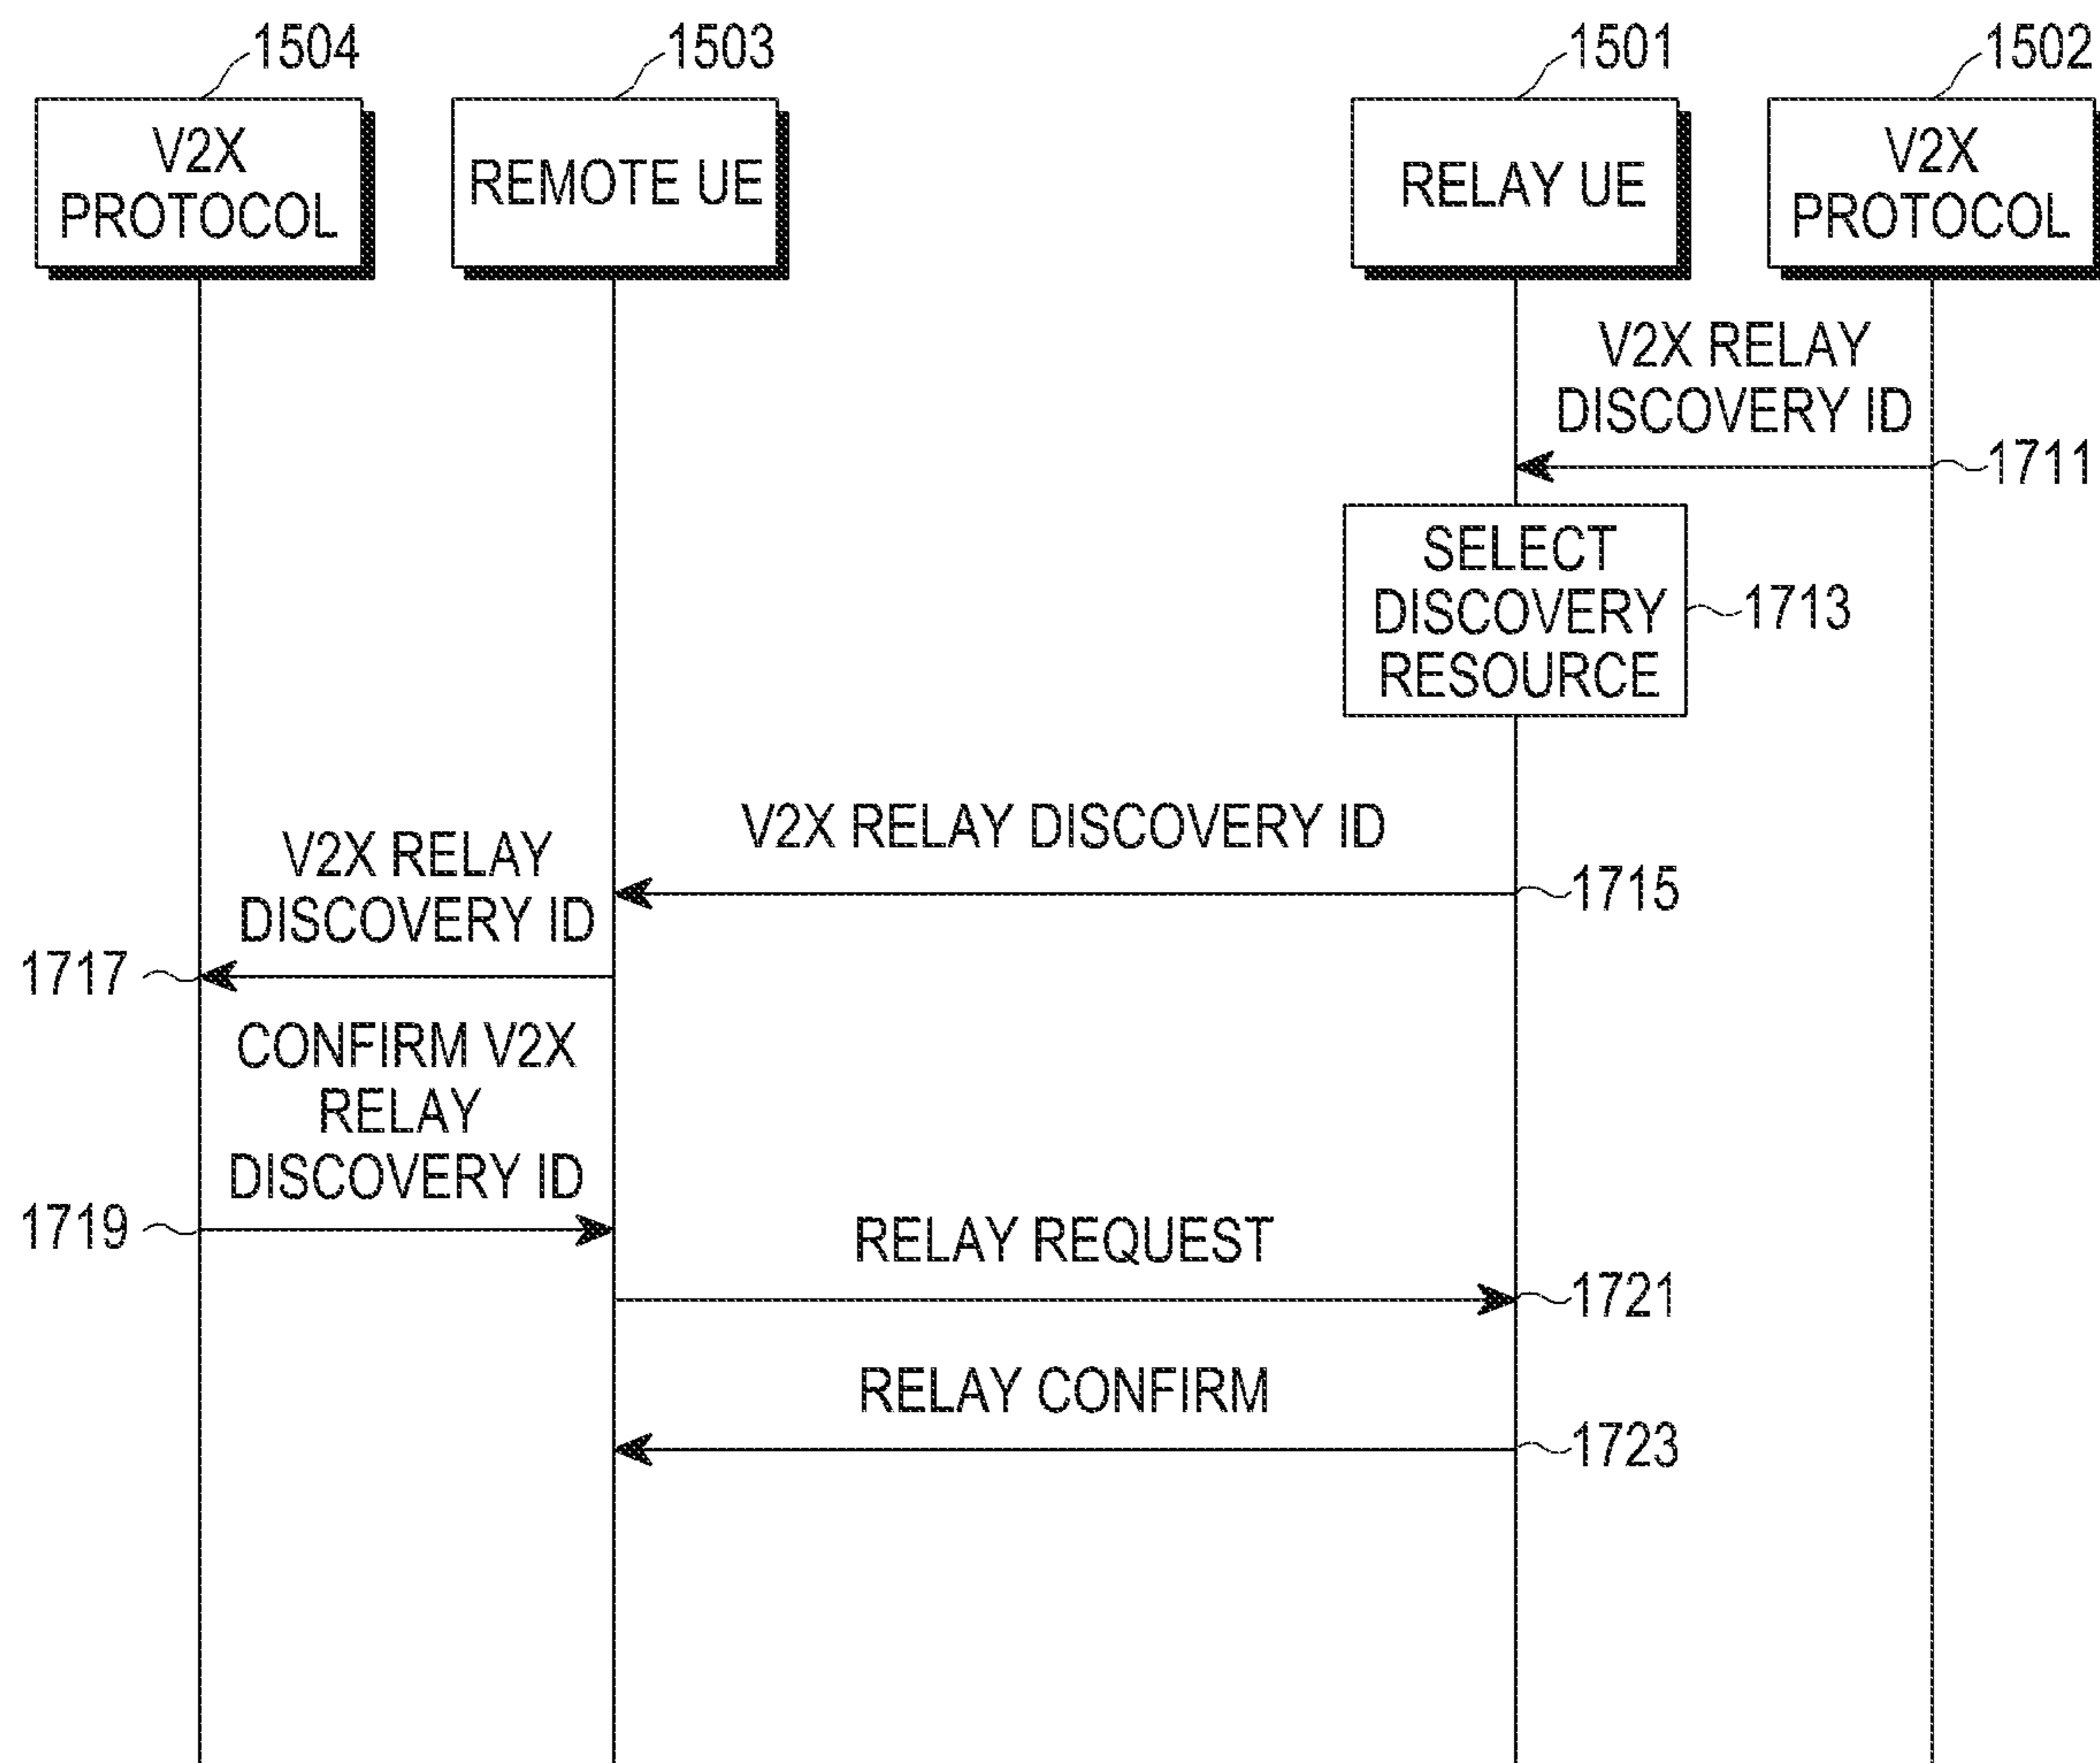 1504
1503
1501
1502
V2X
PROTOCOL
REMOTE UE
RELAY UE
V2X
PROTOCOL
V2X RELAY
DISCOVERY ID
1711
SELECT
DISCOVERY
RESOURCE
1713
V2X RELAY DISCOVERY ID
1715
V2X RELAY
DISCOVERY ID
1717
CONFIRM V2X
RELAY
DISCOVERY ID
1719
RELAY REQUEST
1721
RELAY CONFIRM
1723